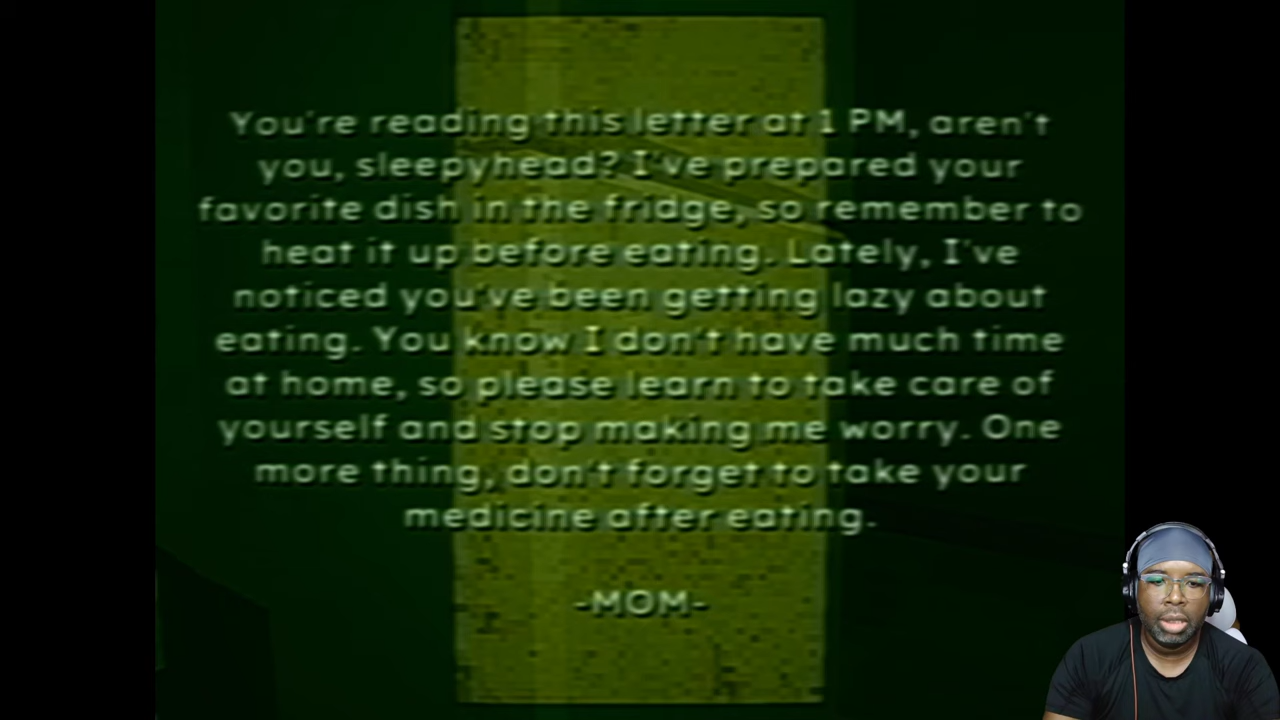 You're reading this letter at 1 PM, aren't
you, sleepyhead? I've prepared your
favorite dish in the fridge, so remember to
heat it up before eating. Lately, I've
noticed you've been getting lazy about
eating. You know I don't have much time
at home, so please learn to take care of
yourself and stop making me worry. One
more thing, don't forget to take your
medicine after eating.
-MOM-